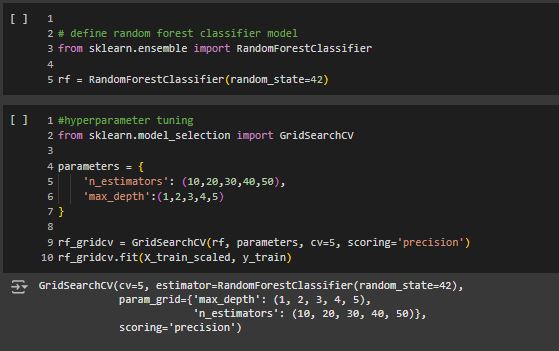 [ ] 1
2 # define random forest classifier model
3 from sklearn.ensemble import RandomForestClassifier
4
5 rf = RandomForestClassifier(random_state=42)
[ ] 1 #hyperparameter tuning
2 from sklearn.model_selection import GridSearchCV
3
4 parameters = {
5     'n_estimators': (10,20,30,40,50),
6     'max_depth':(1,2,3,4,5)
7 }
8
9 rf_gridcv = GridSearchCV(rf, parameters, cv=5, scoring='precision')
10 rf_gridcv.fit(X_train_scaled, y_train)
GridSearchCV(cv=5, estimator=RandomForestClassifier(random_state=42),
             param_grid={'max_depth': (1, 2, 3, 4, 5),
                         'n_estimators': (10, 20, 30, 40, 50)},
             scoring='precision')